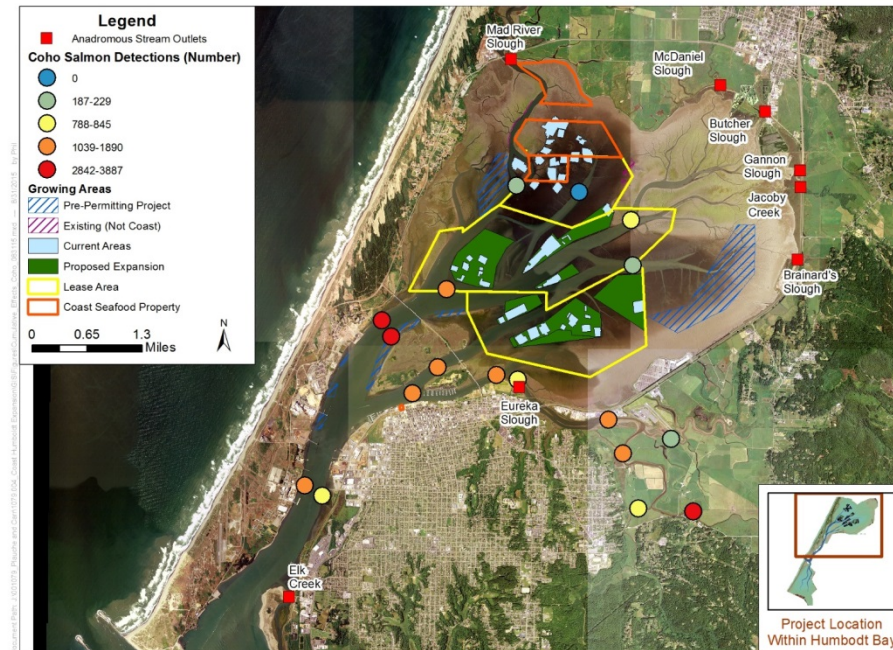 Legend
Anadromous Stream Outlets
Coho Salmon Detections (Number)
0
187-229
788-845
1039-1890
2842-3887
Growing Areas
Pre-Permitting Project
Existing (Not Coast)
Current Areas
Proposed Expansion
Lease Area
Coast Seafood Property
0 0.65 1.3
Miles
N
Mad River
Slough
McDaniel
Slough
Butcher
Slough
Gannon
Slough
Jacoby
Creek
Brainard's
Slough
Eureka
Slough
Elk
Creek
Project Location
Within Humbodt Bay